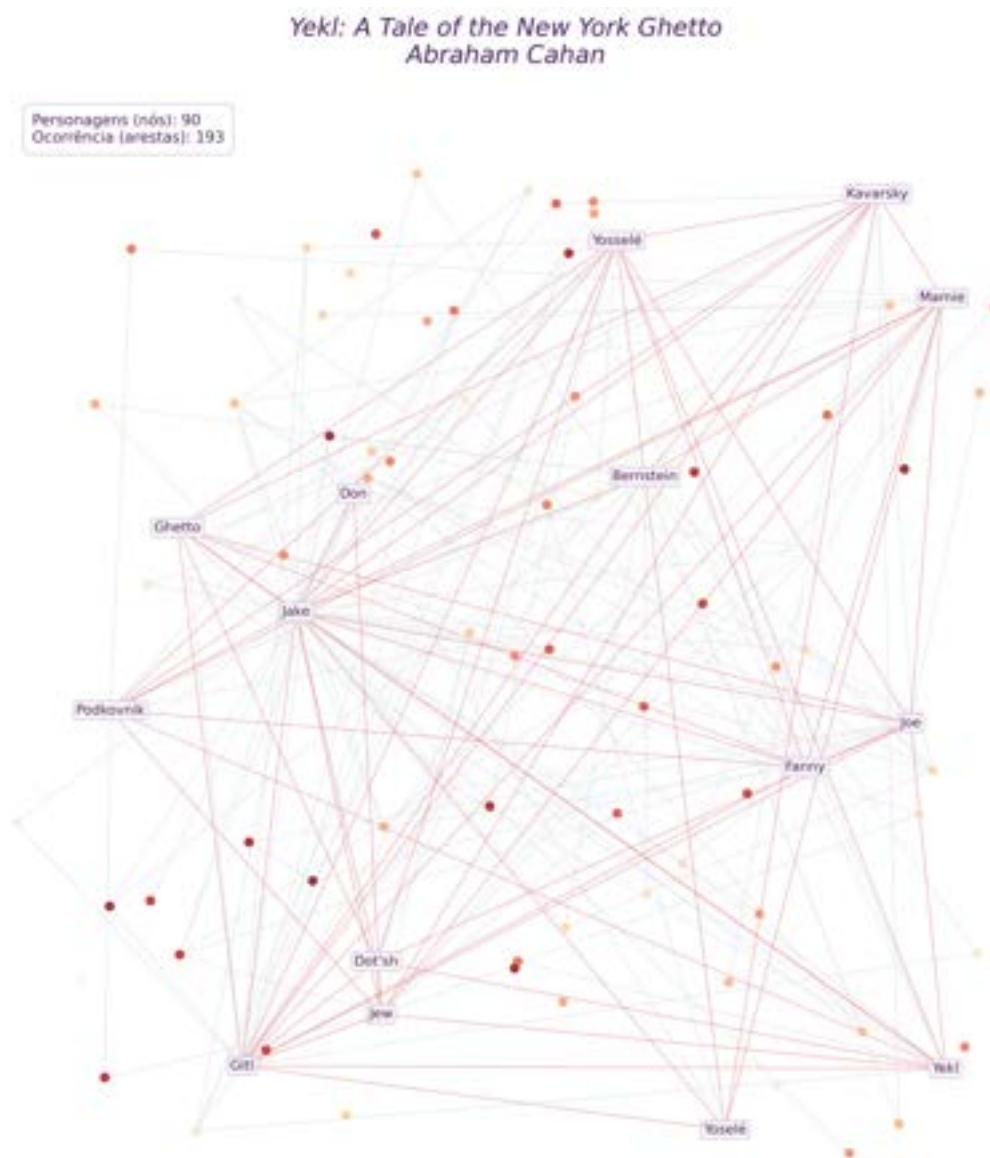 Yekl: A Tale of the New York Ghetto
Abraham Cahan
Personagens (nós): 90
Ocorrência (arestas): 193
Kavarsky
Yosselé
Mamie
Bernstein
Don
Ghetto
Jake
Podkovnik
Joe
Fanny
Dot'sh
Jew
Gitl
Yekl
Yoselé